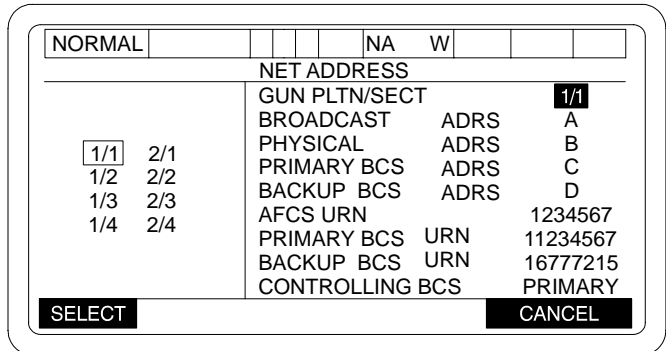 NORMAL NA W
NET ADDRESS
GUN PLTN/SECT 1/1
BROADCAST ADRS A
PHYSICAL ADRS B
1/1 2/1
PRIMARY BCS ADRS C
1/2 2/2
BACKUP BCS ADRS D
1/3 2/3
AFCS URN 1234567
1/4 2/4
PRIMARY BCS URN 11234567
BACKUP BCS URN 16777215
CONTROLLING BCS PRIMARY
SELECT CANCEL